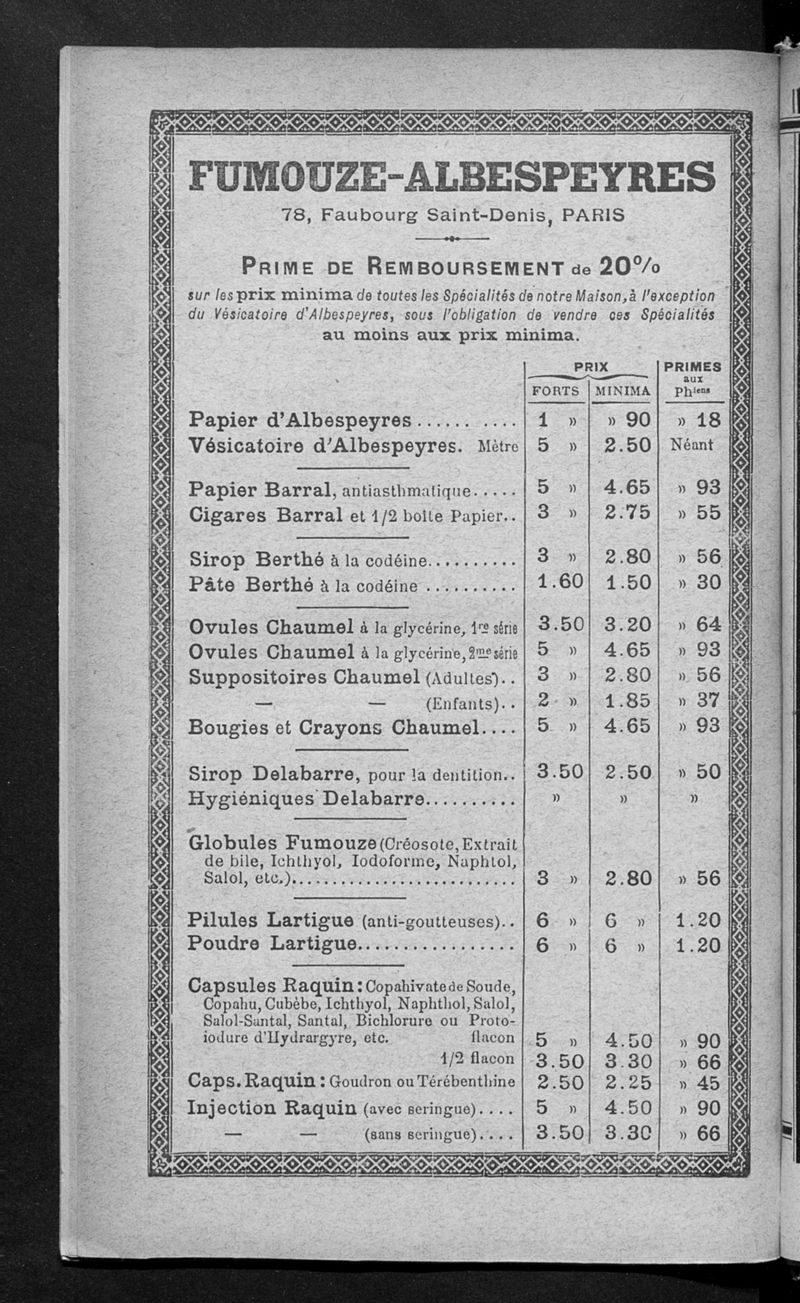 FUMOUZE-ALBESPEYRES
78, Faubourg Saint-Denis, PARIS
PRIME DE REMBOURSEMENT de 20%
sur les prix minima de toutes les Spécialités de notre Maison, à l'exception
du Vésicatoire d'Albespeyres, sous l'obligation de vendre ces Spécialités
au moins aux prix minima.
PRIX PRIMES
aux
FORTS MINIMA Phiens
Papier d'Albespeyres ........... 1 » » 90 » 18
Vésicatoire d'Albespeyres. Mètre 5 » 2.50 Néant
Papier Barral, antiasthmatique..... 5 » 4.65 » 93
Cigares Barral et 1/2 boîte Papier.. 3 » 2.75 » 55
Sirop Berthé à la codéine.......... 3 » 2.80 » 56
Pâte Berthé à la codéine .......... 1.60 1.50 » 30
Ovules Chaumel à la glycérine, 1re série 3.50 3.20 » 64
Ovules Chaumel à la glycérine, 2me série 5 » 4.65 » 93
Suppositoires Chaumel (Adultes).. 3 » 2.80 » 56
— — (Enfants).. 2 » 1.85 » 37
Bougies et Crayons Chaumel.... 5 » 4.65 » 93
Sirop Delabarre, pour la dentition.. 3.50 2.50 » 50
Hygiéniques Delabarre.......... » » »
Globules Fumouze (Créosote, Extrait
de bile, Ichthyol, Iodoforme, Naphtol,
Salol, etc.)........................... 3 » 2.80 » 56
Pilules Lartigue (anti-goutteuses).. 6 » 6 » 1.20
Poudre Lartigue................. 6 » 6 » 1.20
Capsules Raquin: Copahivate de Soude,
Copahu, Cubèbe, Ichthyol, Naphthol, Salol,
Salol-Santal, Santal, Bichlorure ou Proto-
iodure d'Hydrargyre, etc. flacon 5 » 4.50 » 90
1/2 flacon 3.50 3.30 » 66
Caps. Raquin: Goudron ou Térébenthine 2.50 2.25 » 45
Injection Raquin (avec seringue).... 5 » 4.50 » 90
— — (sans seringue).... 3.50 3.30 » 66